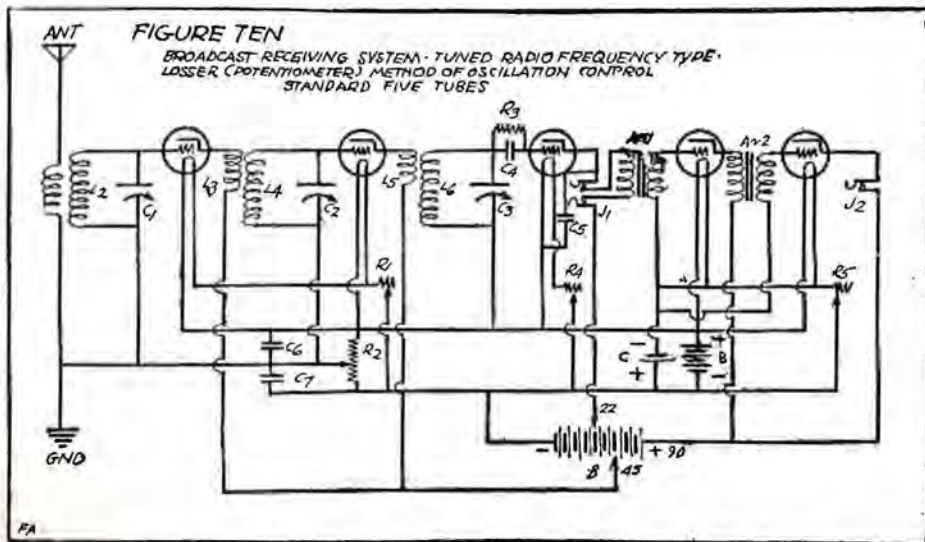 FIGURE TEN
BROADCAST RECEIVING SYSTEM - TUNED RADIO FREQUENCY TYPE.
LOSSER (POTENTIOMETER) METHOD OF OSCILLATION CONTROL
STANDARD FIVE TUBES
ANT
R3
C4
A~2
L2
C1
L3
L4
C2
L5
L6
C3
C5
J1
J2
R1
R4
R5
C6
R2
C7
- C +
+ B -
22
- + 90
B 45
GND
FA